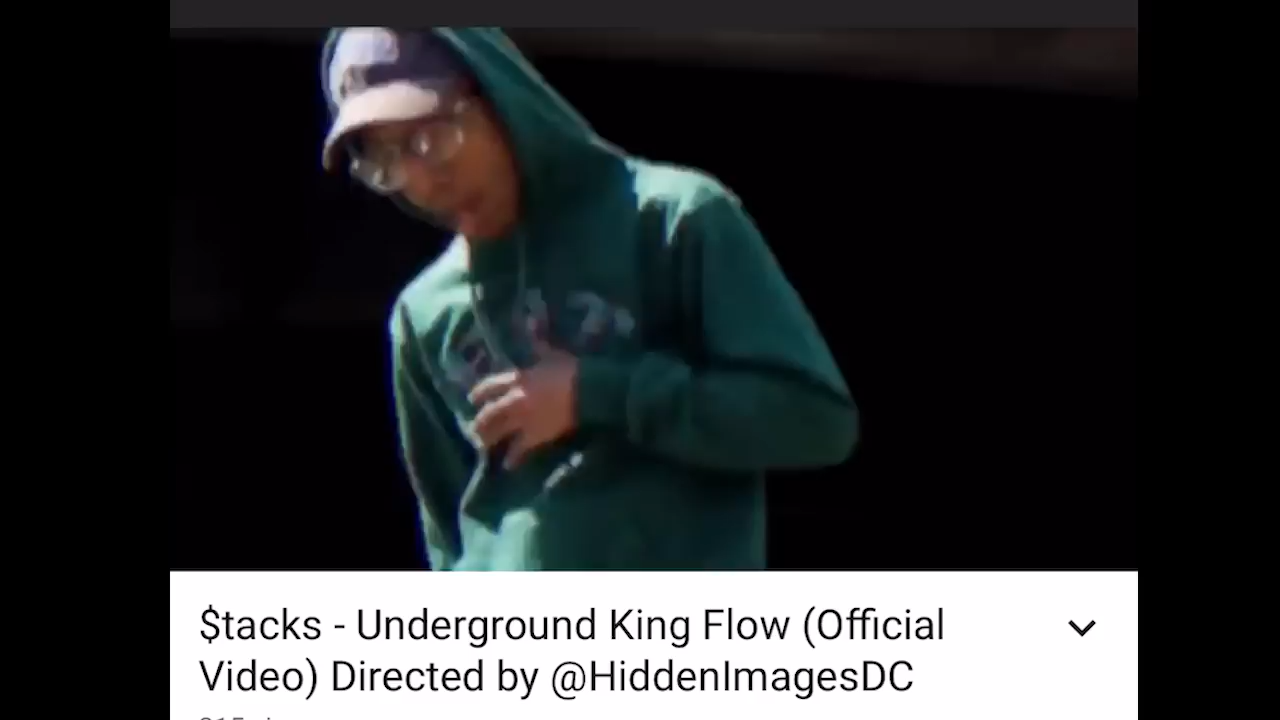 $tacks - Underground King Flow (Official
Video) Directed by @HiddenImagesDC